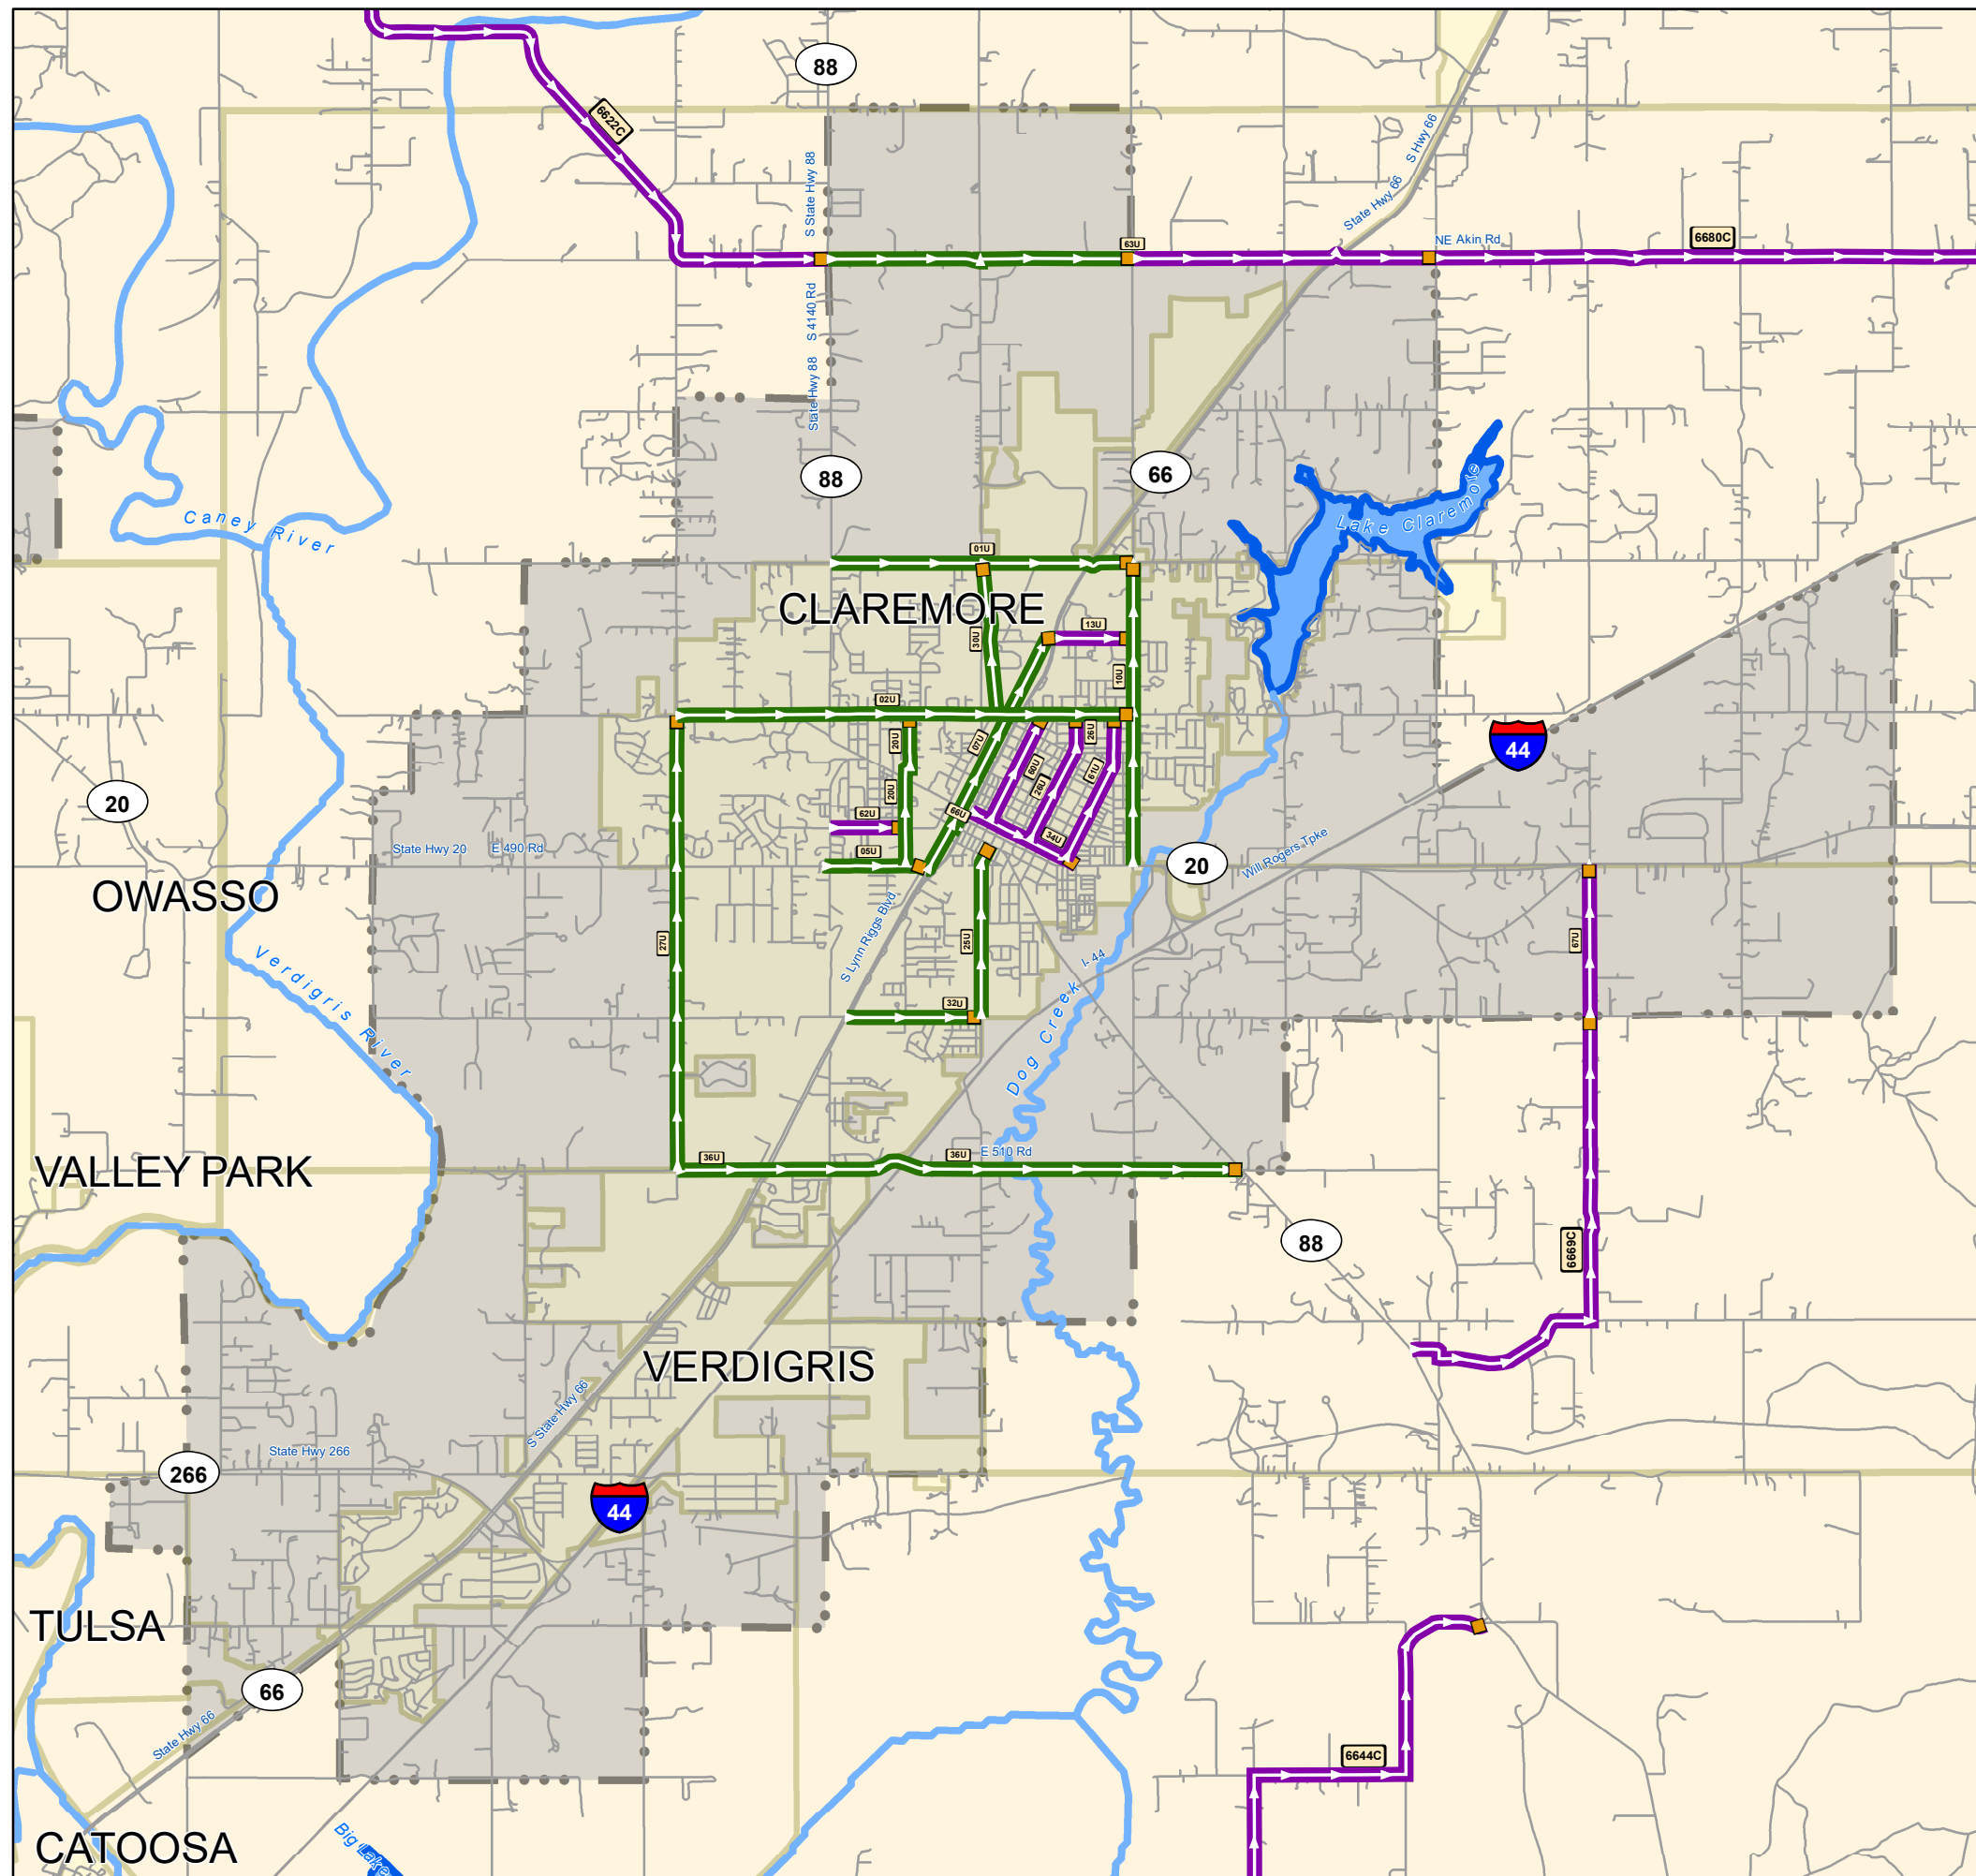 88
6622C
S State Hwy 88
S Hwy 66
State Hwy 66
63U
NE Akin Rd
6680C
S 4140 Rd
State Hwy 88
88
66
Caney River
Lake Claremore
01U
CLAREMORE
30U
13U
10U
02U
20U
07U
26U
44
60U
61U
20U
26U
20
62U
66U
34U
State Hwy 20
E 490 Rd
05U
Will Rogers Tpke
20
OWASSO
S Lynn Riggs Blvd
27U
25U
67U
I- 44
Verdigris River
32U
Dog Creek
36U
36U
E 510 Rd
VALLEY PARK
88
6669C
VERDIGRIS
S State Hwy 66
State Hwy 266
266
44
TULSA
66
State Hwy 66
6644C
CATOOSA
Big Lake